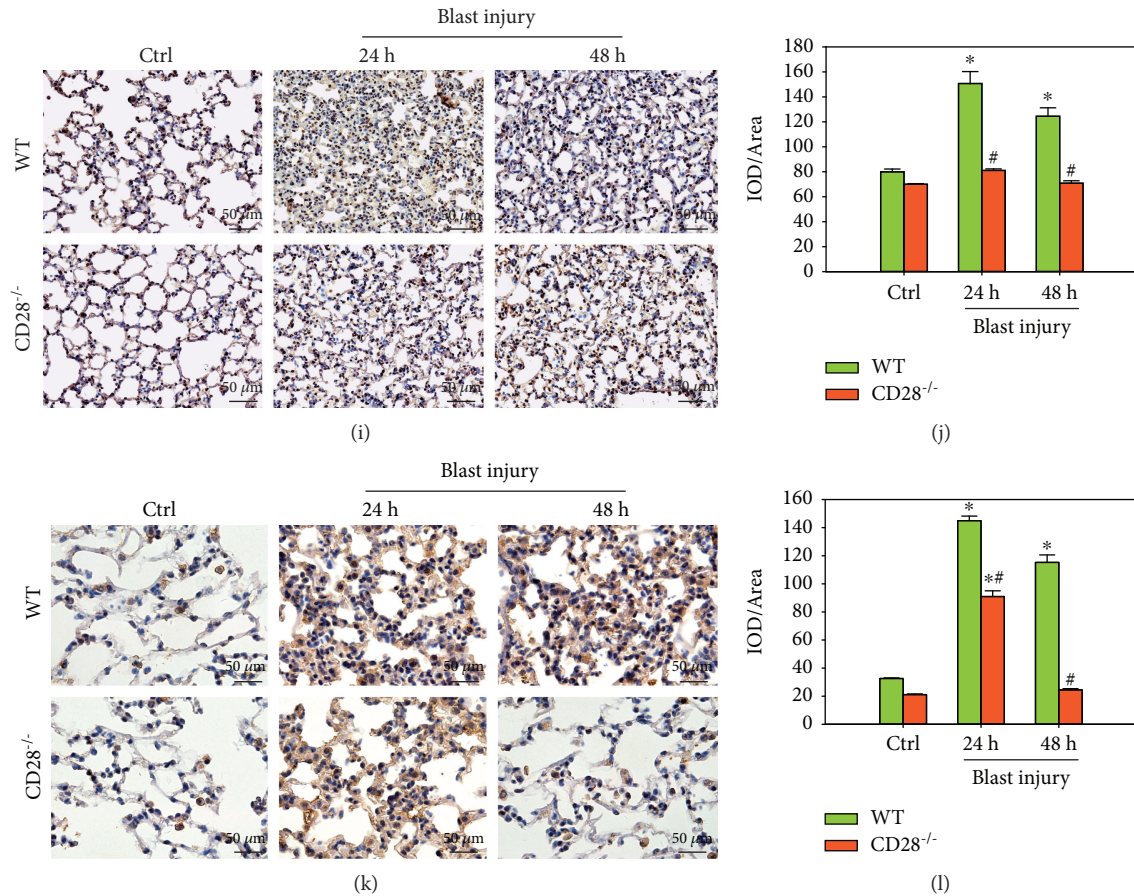 Blast injury
Ctrl
24 h
48 h
WT
50 μm
50 μm
50 μm
CD28-/-
50 μm
50 μm
50 μm
(i)
180
160
140
120
100
80
60
40
20
0
IOD/Area
*
#
*
#
Ctrl
24 h
48 h
Blast injury
WT
CD28-/-
(j)
Blast injury
Ctrl
24 h
48 h
WT
50 μm
50 μm
50 μm
CD28-/-
50 μm
50 μm
50 μm
(k)
160
140
120
100
80
60
40
20
0
IOD/Area
*
*#
*
#
Ctrl
24 h
48 h
Blast injury
WT
CD28-/-
(l)